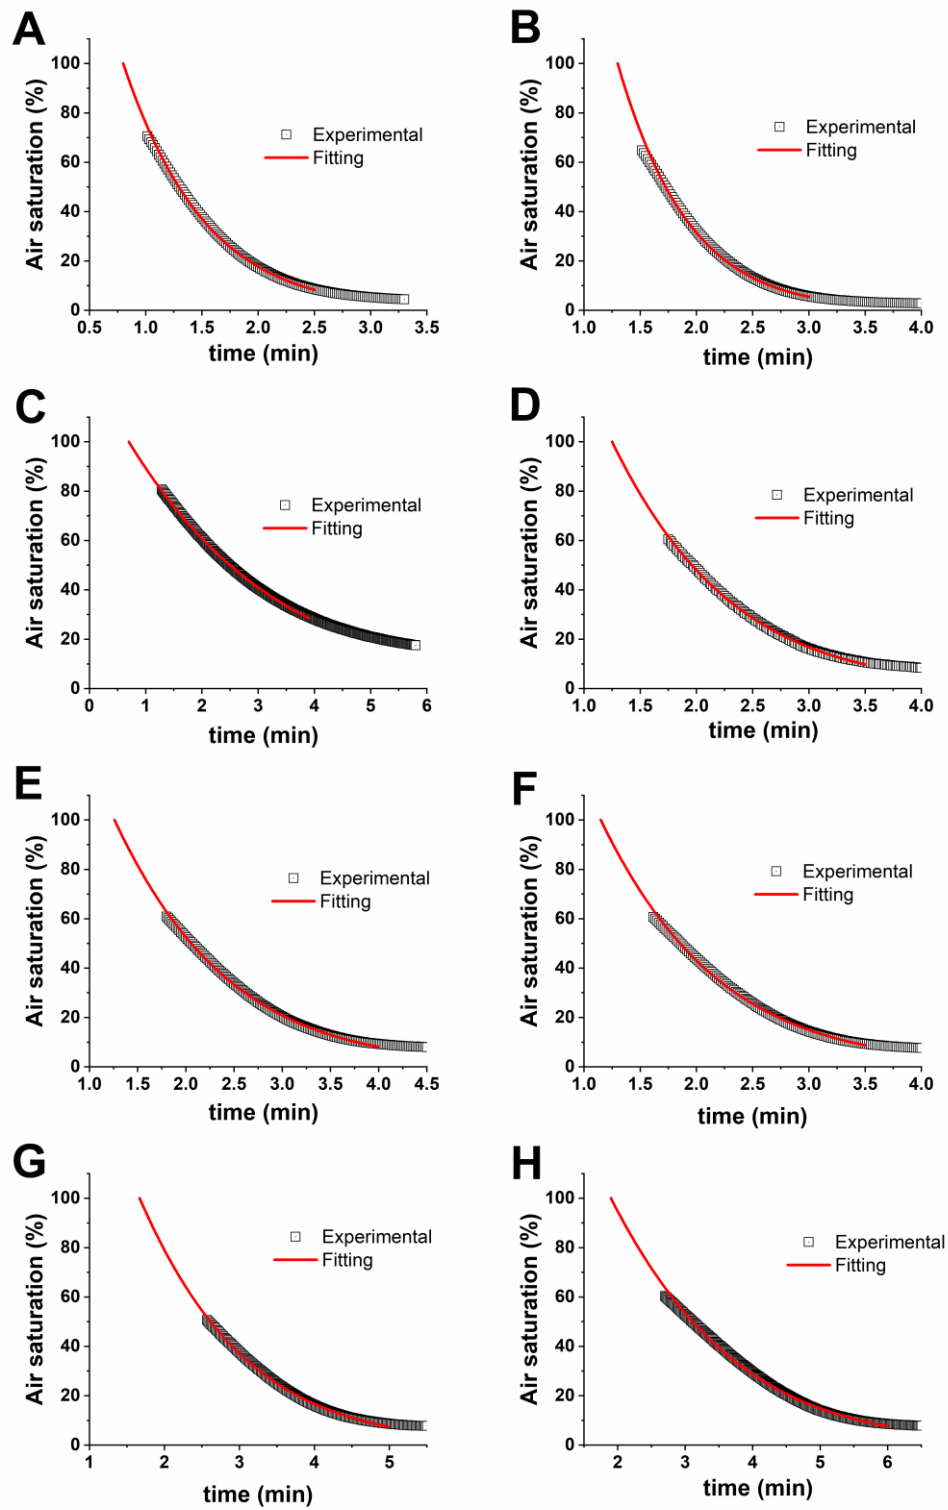 A
Air saturation (%)
100
80
60
40
20
0
Experimental
Fitting
0.5 1.0 1.5 2.0 2.5 3.0 3.5
time (min)
B
Air saturation (%)
100
80
60
40
20
0
Experimental
Fitting
1.0 1.5 2.0 2.5 3.0 3.5 4.0
time (min)
C
Air saturation (%)
100
80
60
40
20
0
Experimental
Fitting
0 1 2 3 4 5 6
time (min)
D
Air saturation (%)
100
80
60
40
20
0
Experimental
Fitting
1.0 1.5 2.0 2.5 3.0 3.5 4.0
time (min)
E
Air saturation (%)
100
80
60
40
20
0
Experimental
Fitting
1.0 1.5 2.0 2.5 3.0 3.5 4.0 4.5
time (min)
F
Air saturation (%)
100
80
60
40
20
0
Experimental
Fitting
1.0 1.5 2.0 2.5 3.0 3.5 4.0
time (min)
G
Air saturation (%)
100
80
60
40
20
0
Experimental
Fitting
1 2 3 4 5
time (min)
H
Air saturation (%)
100
80
60
40
20
0
Experimental
Fitting
2 3 4 5 6
time (min)